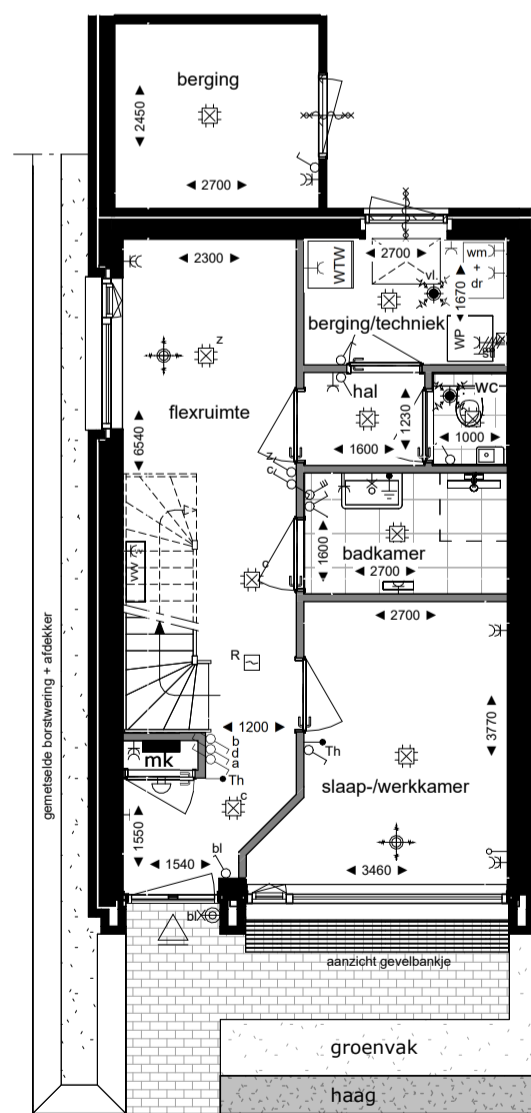 berging
2450
2700
2300
WTW
2700
vl.
wm
+
dr
1670
WP
berging/techniek
z
hal
wc
flexruimte
6540
1230
1600
1000
z
c
1600
badkamer
2700
VW
c
2700
R
1200
b
d
a
mk
Th
Th
3770
slaap-/werkkamer
c
1550
1540
bl
3460
bl
aanzicht gevelbankje
gemetselde borstwering + afdekker
groenvak
haag